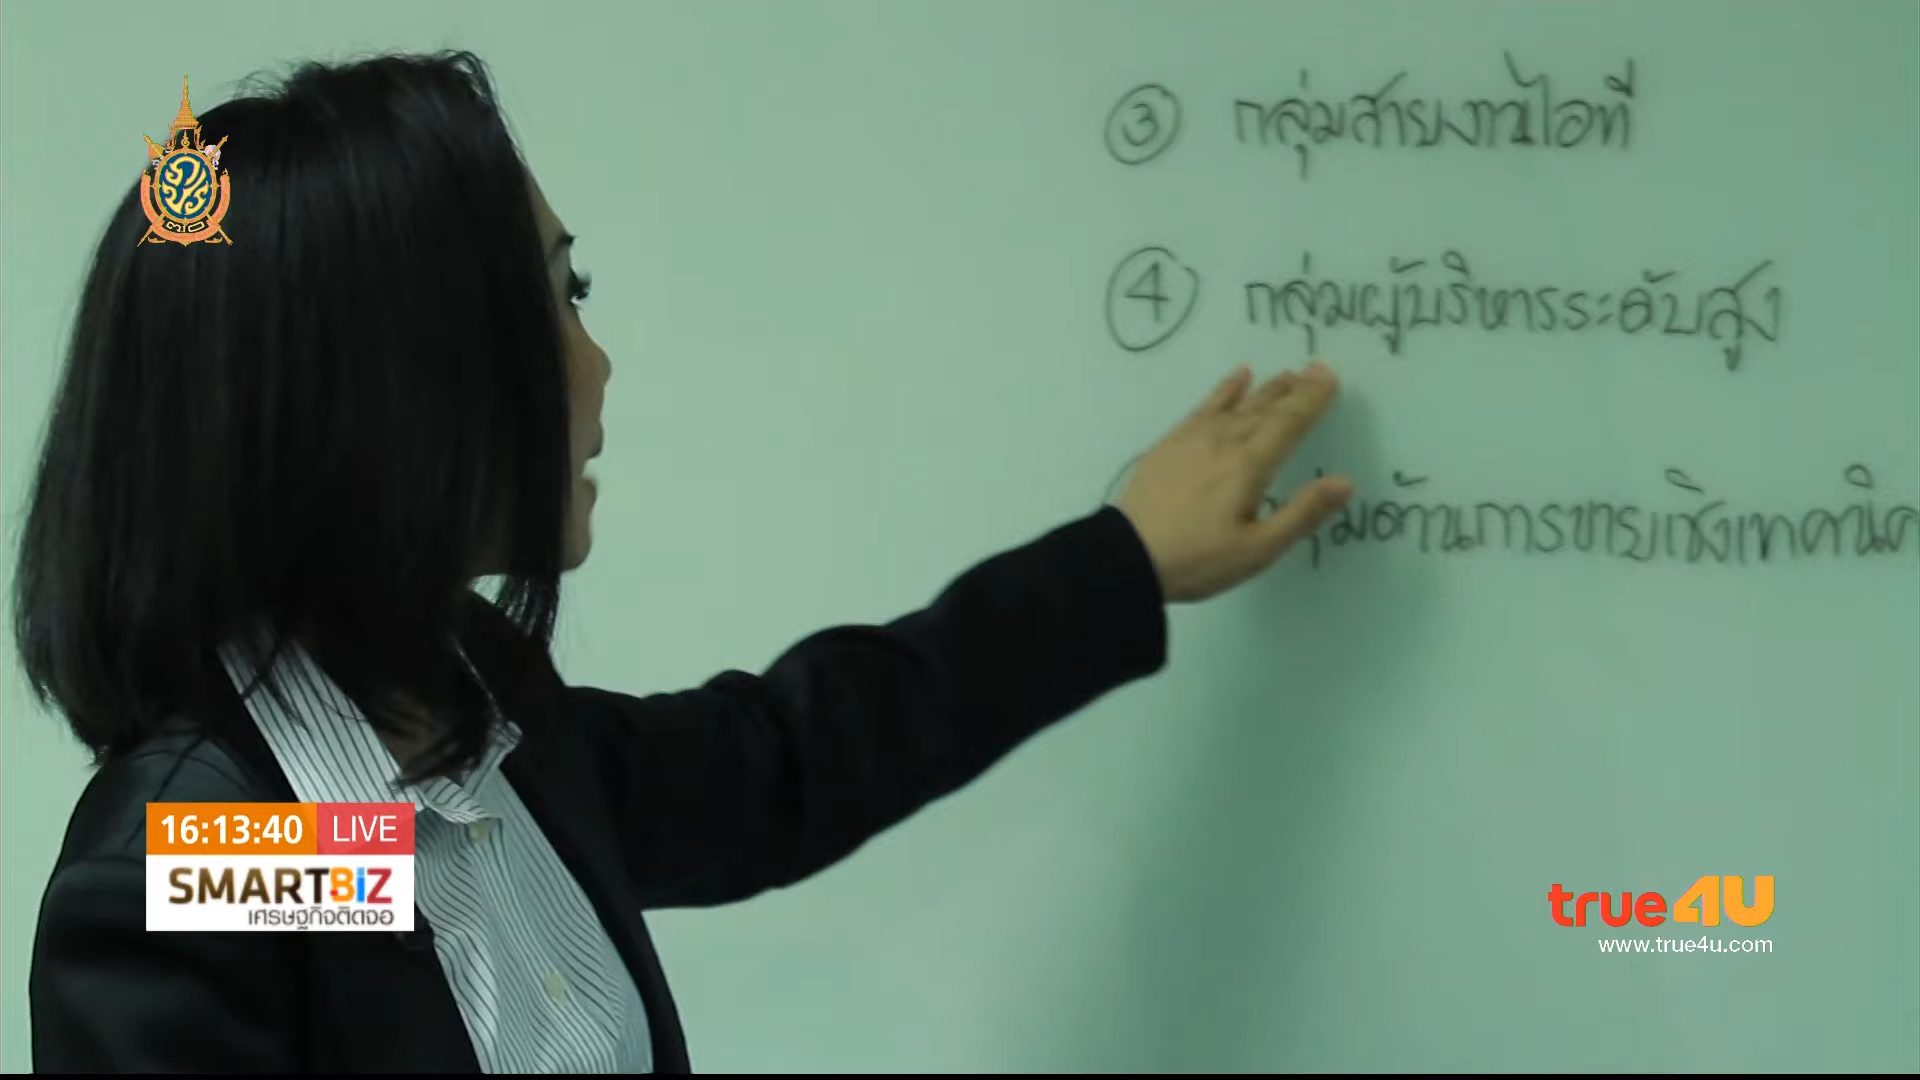 ③ กลุ่มสายงานไอที
④ กลุ่มผู้บริหารระดับสูง
กลุ่มด้านการขายเชิงเทคนิค
16:13:40 LIVE
SMARTBIZ
เศรษฐกิจติดจอ
true4U
www.true4u.com